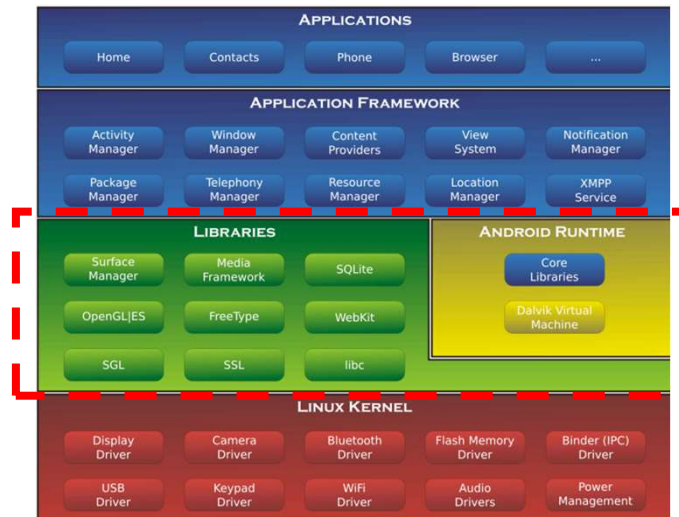 APPLICATIONS
Home Contacts Phone Browser ...
APPLICATION FRAMEWORK
Activity Manager
Window Manager
Content Providers
View System
Notification Manager
Package Manager
Telephony Manager
Resource Manager
Location Manager
XMPP Service
LIBRARIES
Surface Manager
Media Framework
SQLite
OpenGL|ES
FreeType
WebKit
SGL
SSL
libc
ANDROID RUNTIME
Core Libraries
Dalvik Virtual Machine
LINUX KERNEL
Display Driver
Camera Driver
Bluetooth Driver
Flash Memory Driver
Binder (IPC) Driver
USB Driver
Keypad Driver
WiFi Driver
Audio Drivers
Power Management